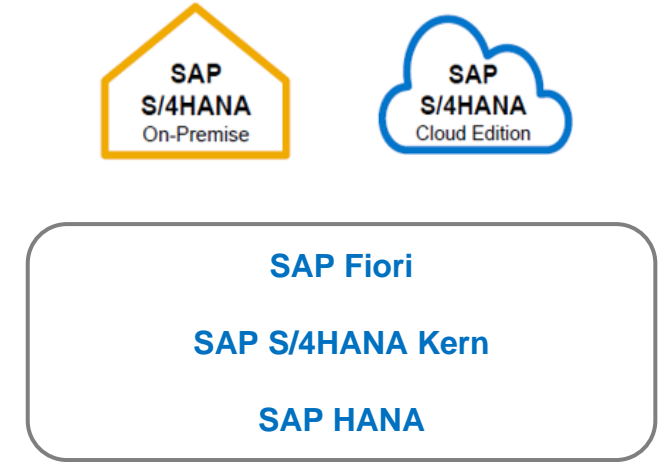 SAP
S/4HANA
On-Premise
SAP
S/4HANA
Cloud Edition
SAP Fiori
SAP S/4HANA Kern
SAP HANA